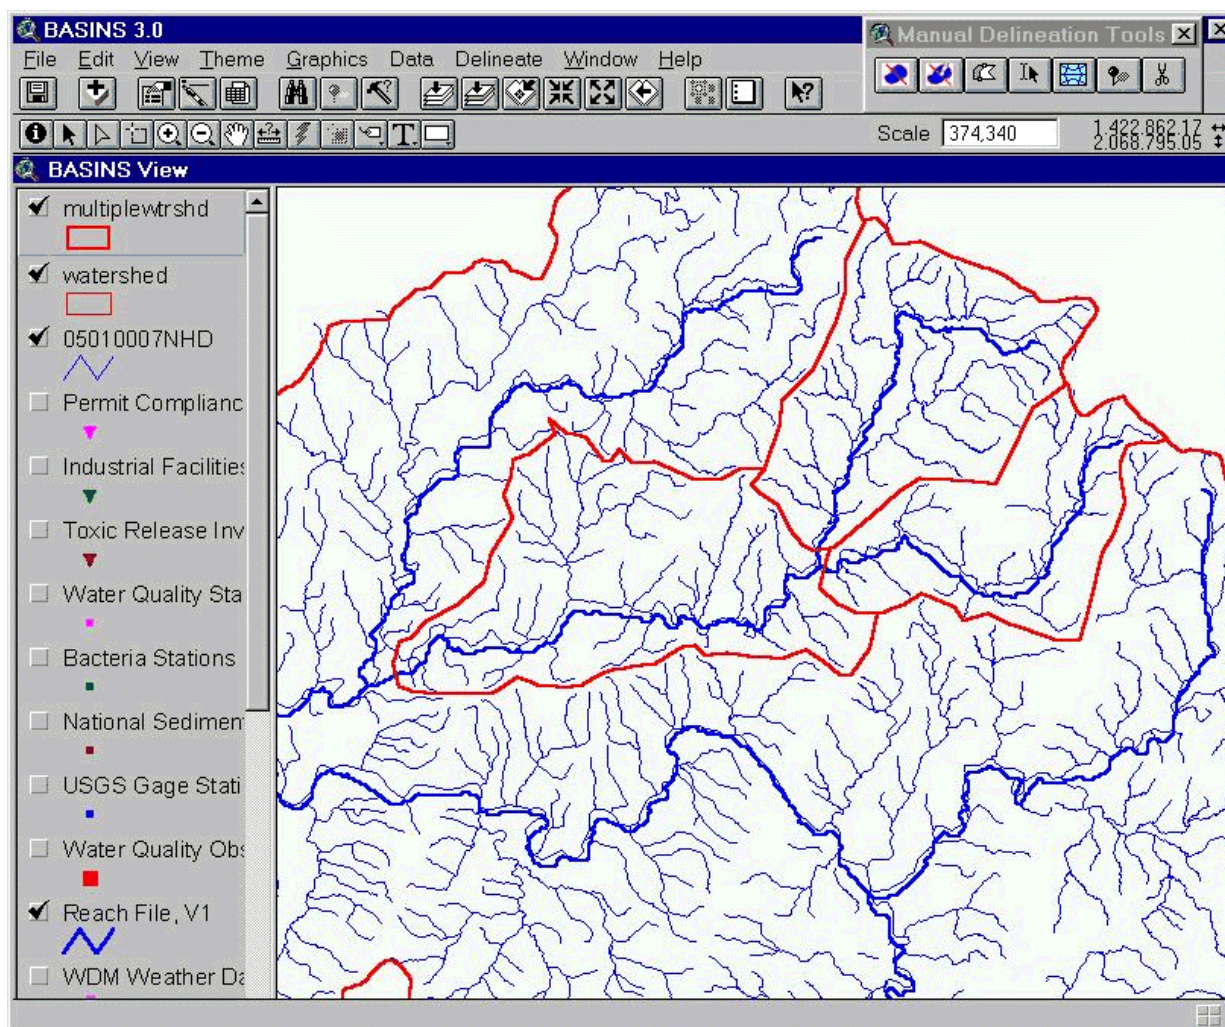 BASINS 3.0
Manual Delineation Tools
File Edit View Theme Graphics Data Delineate Window Help
Scale 374,340
1,422,862.17
2,068,795.05
BASINS View
multiplewtrshd
watershed
05010007NHD
Permit Complianc
Industrial Facilities
Toxic Release Inv
Water Quality Sta
Bacteria Stations
National Sedimen
USGS Gage Stati
Water Quality Obs
Reach File, V1
WDM Weather Da